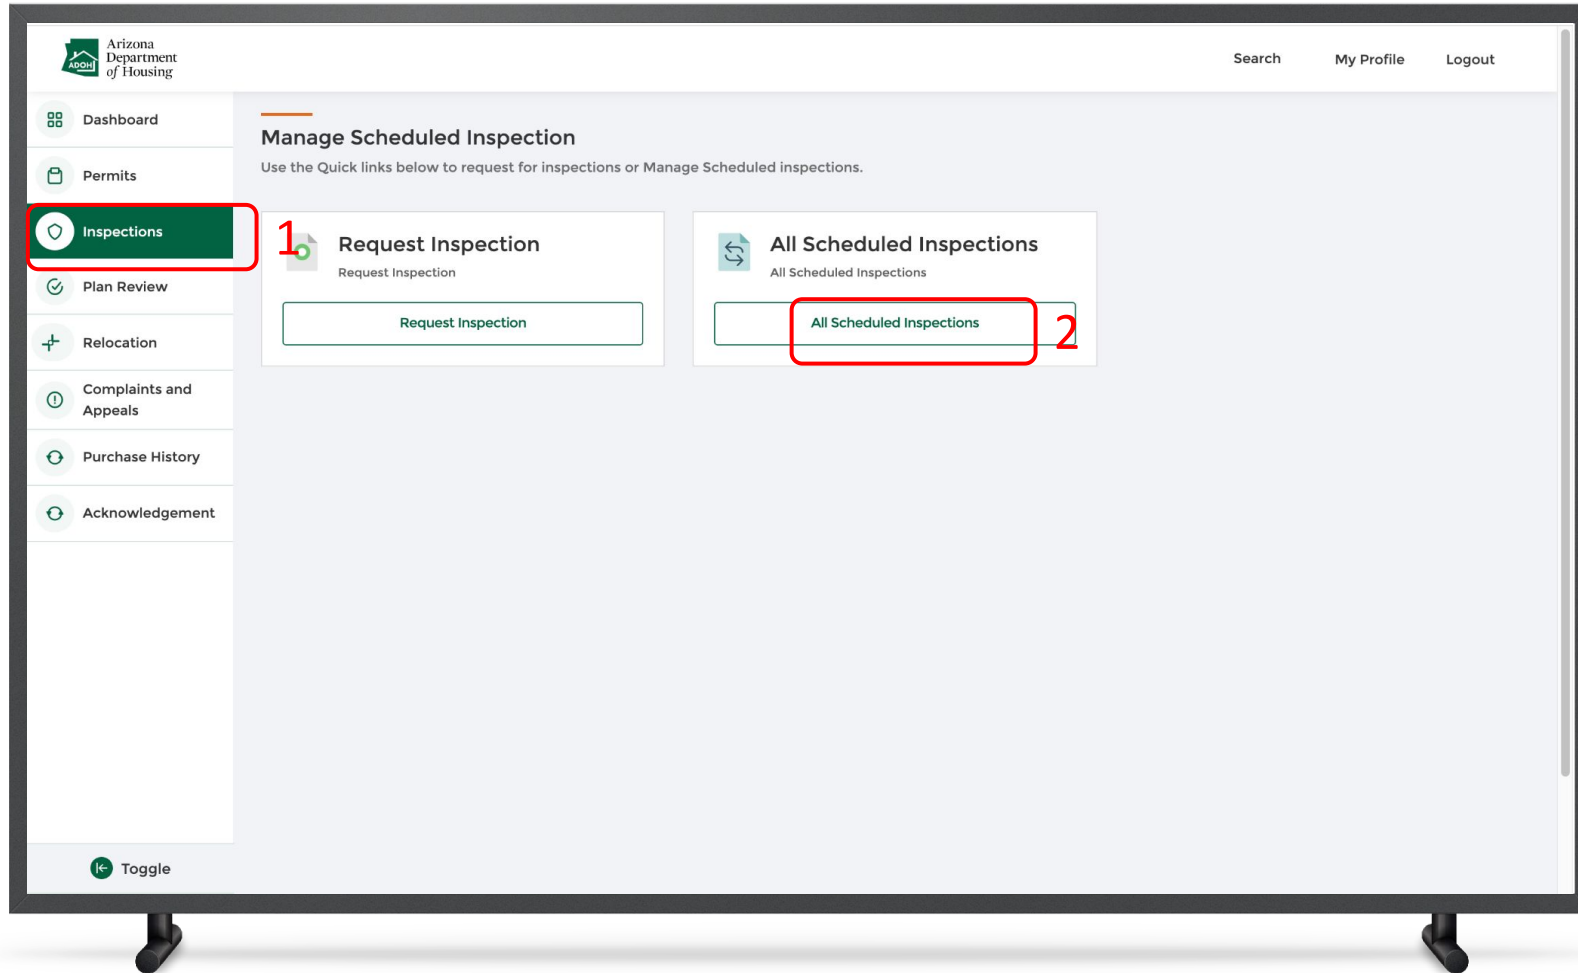 Arizona
Department
of Housing
ADOH
Search
My Profile
Logout
Dashboard
Permits
Inspections
Plan Review
Relocation
Complaints and
Appeals
Purchase History
Acknowledgement
Toggle
Manage Scheduled Inspection
Use the Quick links below to request for inspections or Manage Scheduled inspections.
1
Request Inspection
Request Inspection
Request Inspection
All Scheduled Inspections
All Scheduled Inspections
All Scheduled Inspections
2